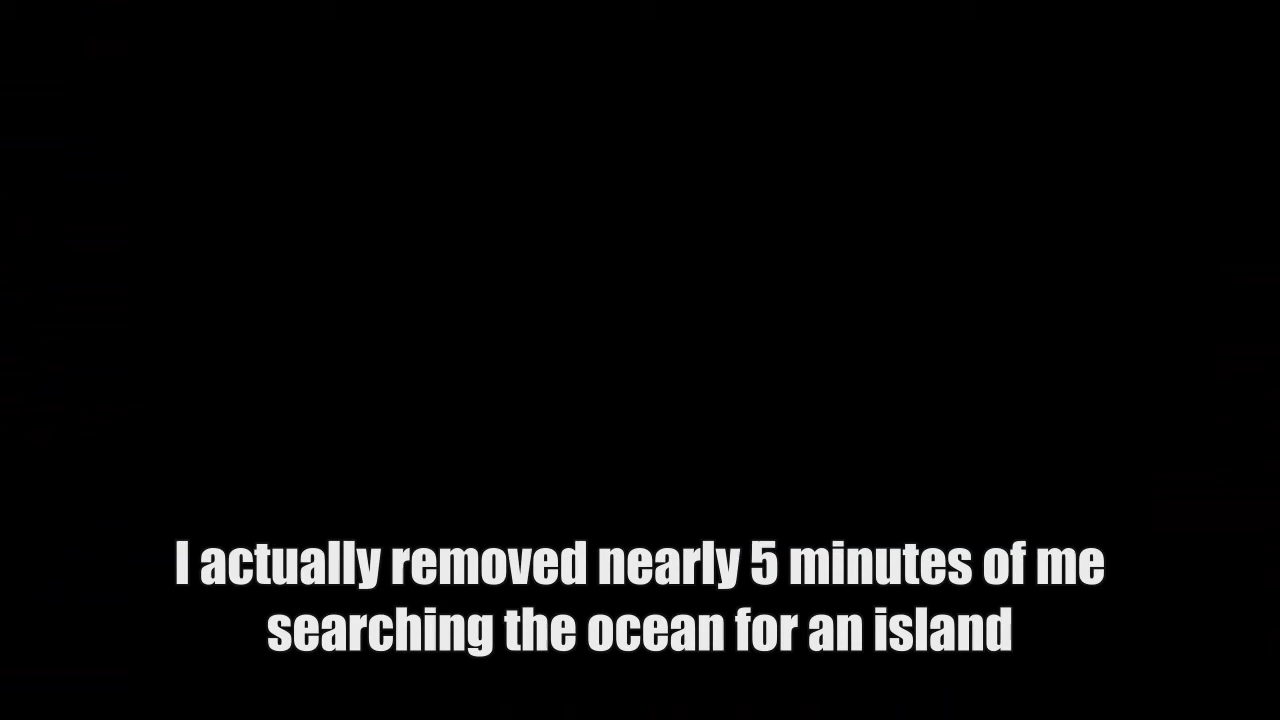 I actually removed nearly 5 minutes of me
searching the ocean for an island